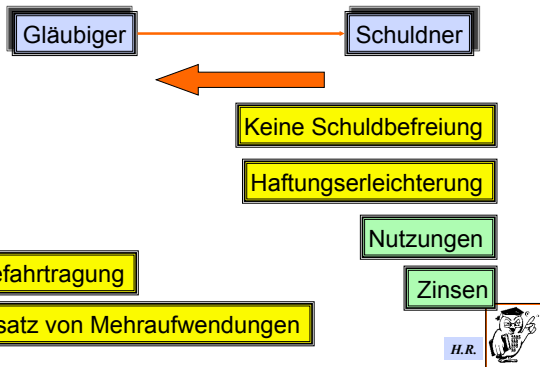 Gläubiger
Schuldner
Keine Schuldbefreiung
Haftungserleichterung
Nutzungen
efahrtragung
Zinsen
satz von Mehraufwendungen
H.R.